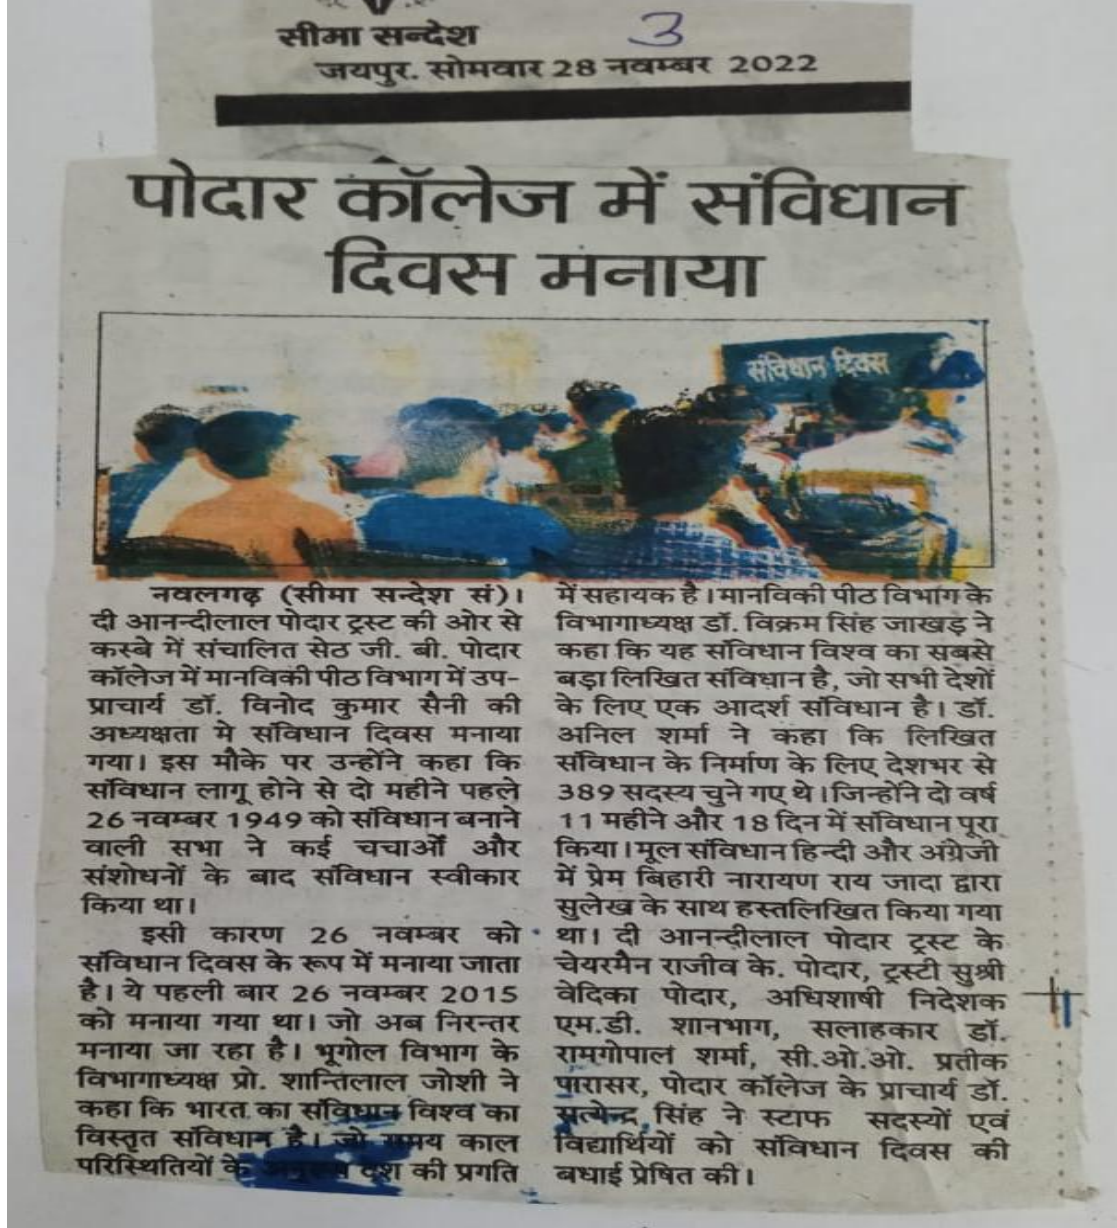 सीमा सन्देश
3
जयपुर. सोमवार 28 नवम्बर 2022
पोदार कॉलेज में संविधान
दिवस मनाया
संविधान दिवस
नवलगढ़ (सीमा सन्देश सं)।
दी आनन्दीलाल पोदार ट्रस्ट की ओर से
कस्बे में संचालित सेठ जी. बी. पोदार
कॉलेज में मानविकी पीठ विभाग में उप-
प्राचार्य डॉ. विनोद कुमार सैनी की
अध्यक्षता मे संविधान दिवस मनाया
गया। इस मौके पर उन्होंने कहा कि
संविधान लागू होने से दो महीने पहले
26 नवम्बर 1949 को संविधान बनाने
वाली सभा ने कई चचाओं और
संशोधनों के बाद संविधान स्वीकार
किया था।
इसी कारण 26 नवम्बर को
संविधान दिवस के रूप में मनाया जाता
है। ये पहली बार 26 नवम्बर 2015
को मनाया गया था। जो अब निरन्तर
मनाया जा रहा है। भूगोल विभाग के
विभागाध्यक्ष प्रो. शान्तिलाल जोशी ने
कहा कि भारत का संविधान विश्व का
विस्तृत संविधान है। जो समय काल
परिस्थितियों के देश की प्रगति
में सहायक है। मानविकी पीठ विभाग के
विभागाध्यक्ष डॉ. विक्रम सिंह जाखड़ ने
कहा कि यह संविधान विश्व का सबसे
बड़ा लिखित संविधान है, जो सभी देशों
के लिए एक आदर्श संविधान है। डॉ.
अनिल शर्मा ने कहा कि लिखित
संविधान के निर्माण के लिए देशभर से
389 सदस्य चुने गए थे। जिन्होंने दो वर्ष
11 महीने और 18 दिन में संविधान पूरा
किया। मूल संविधान हिन्दी और अंग्रेजी
में प्रेम बिहारी नारायण राय जादा द्वारा
सुलेख के साथ हस्तलिखित किया गया
था। दी आनन्दीलाल पोदार ट्रस्ट के
चेयरमैन राजीव के. पोदार, ट्रस्टी सुश्री
वेदिका पोदार, अधिशाषी निदेशक
एम.डी. शानभाग, सलाहकार डॉ.
रामगोपाल शर्मा, सी.ओ.ओ. प्रतीक
पारासर, पोदार कॉलेज के प्राचार्य डॉ.
सत्येन्द्र सिंह ने स्टाफ सदस्यों एवं
विद्यार्थियों को संविधान दिवस की
बधाई प्रेषित की।